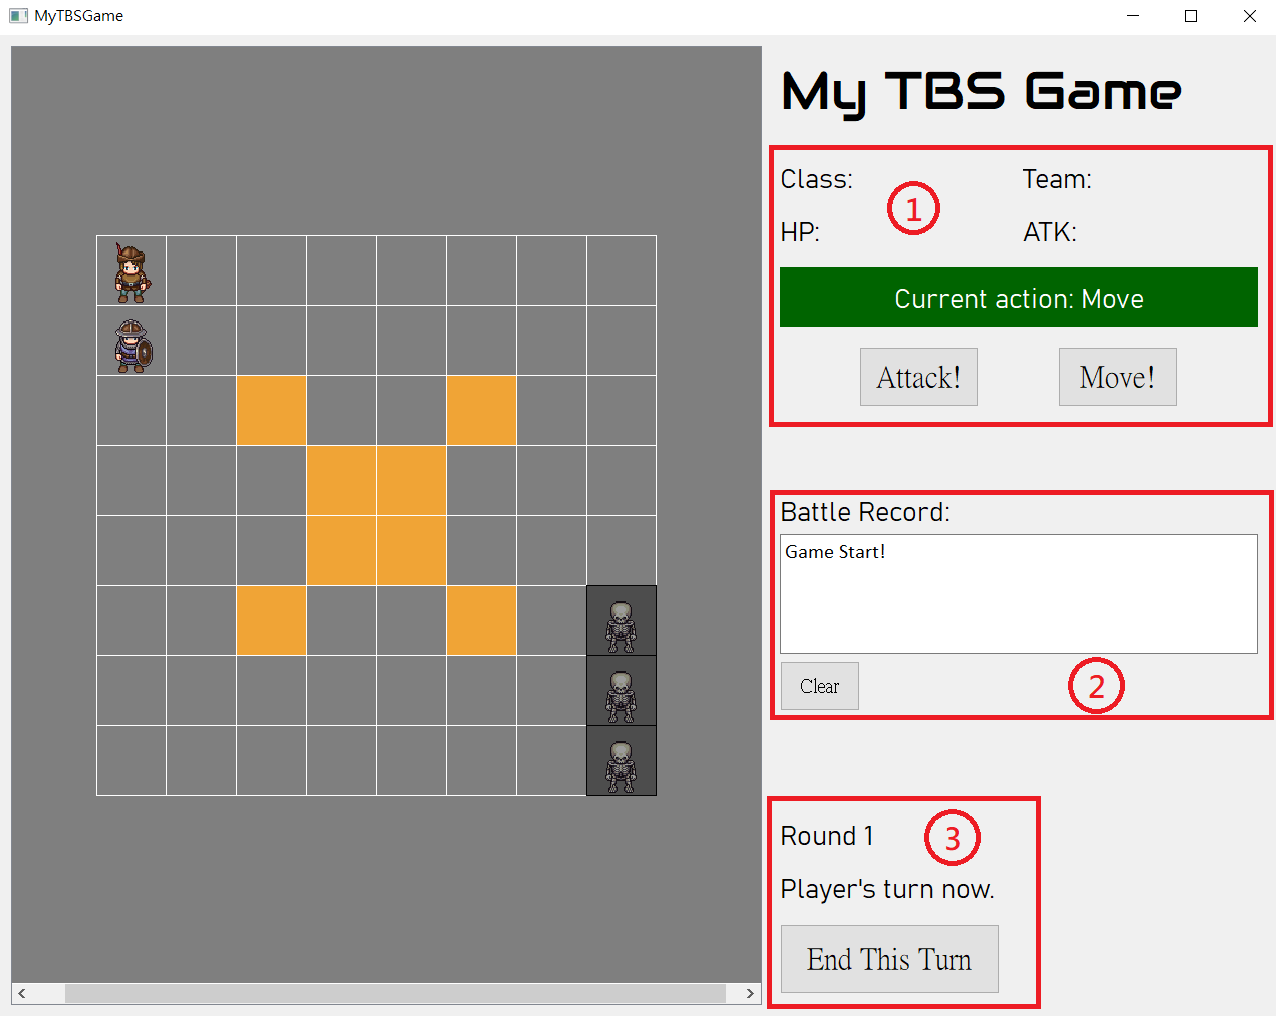 MyTBSGame
My TBS Game
Class:
Team:
1
HP:
ATK:
Current action: Move
Attack!
Move!
Battle Record:
Game Start!
Clear
2
Round 1
3
Player's turn now.
End This Turn